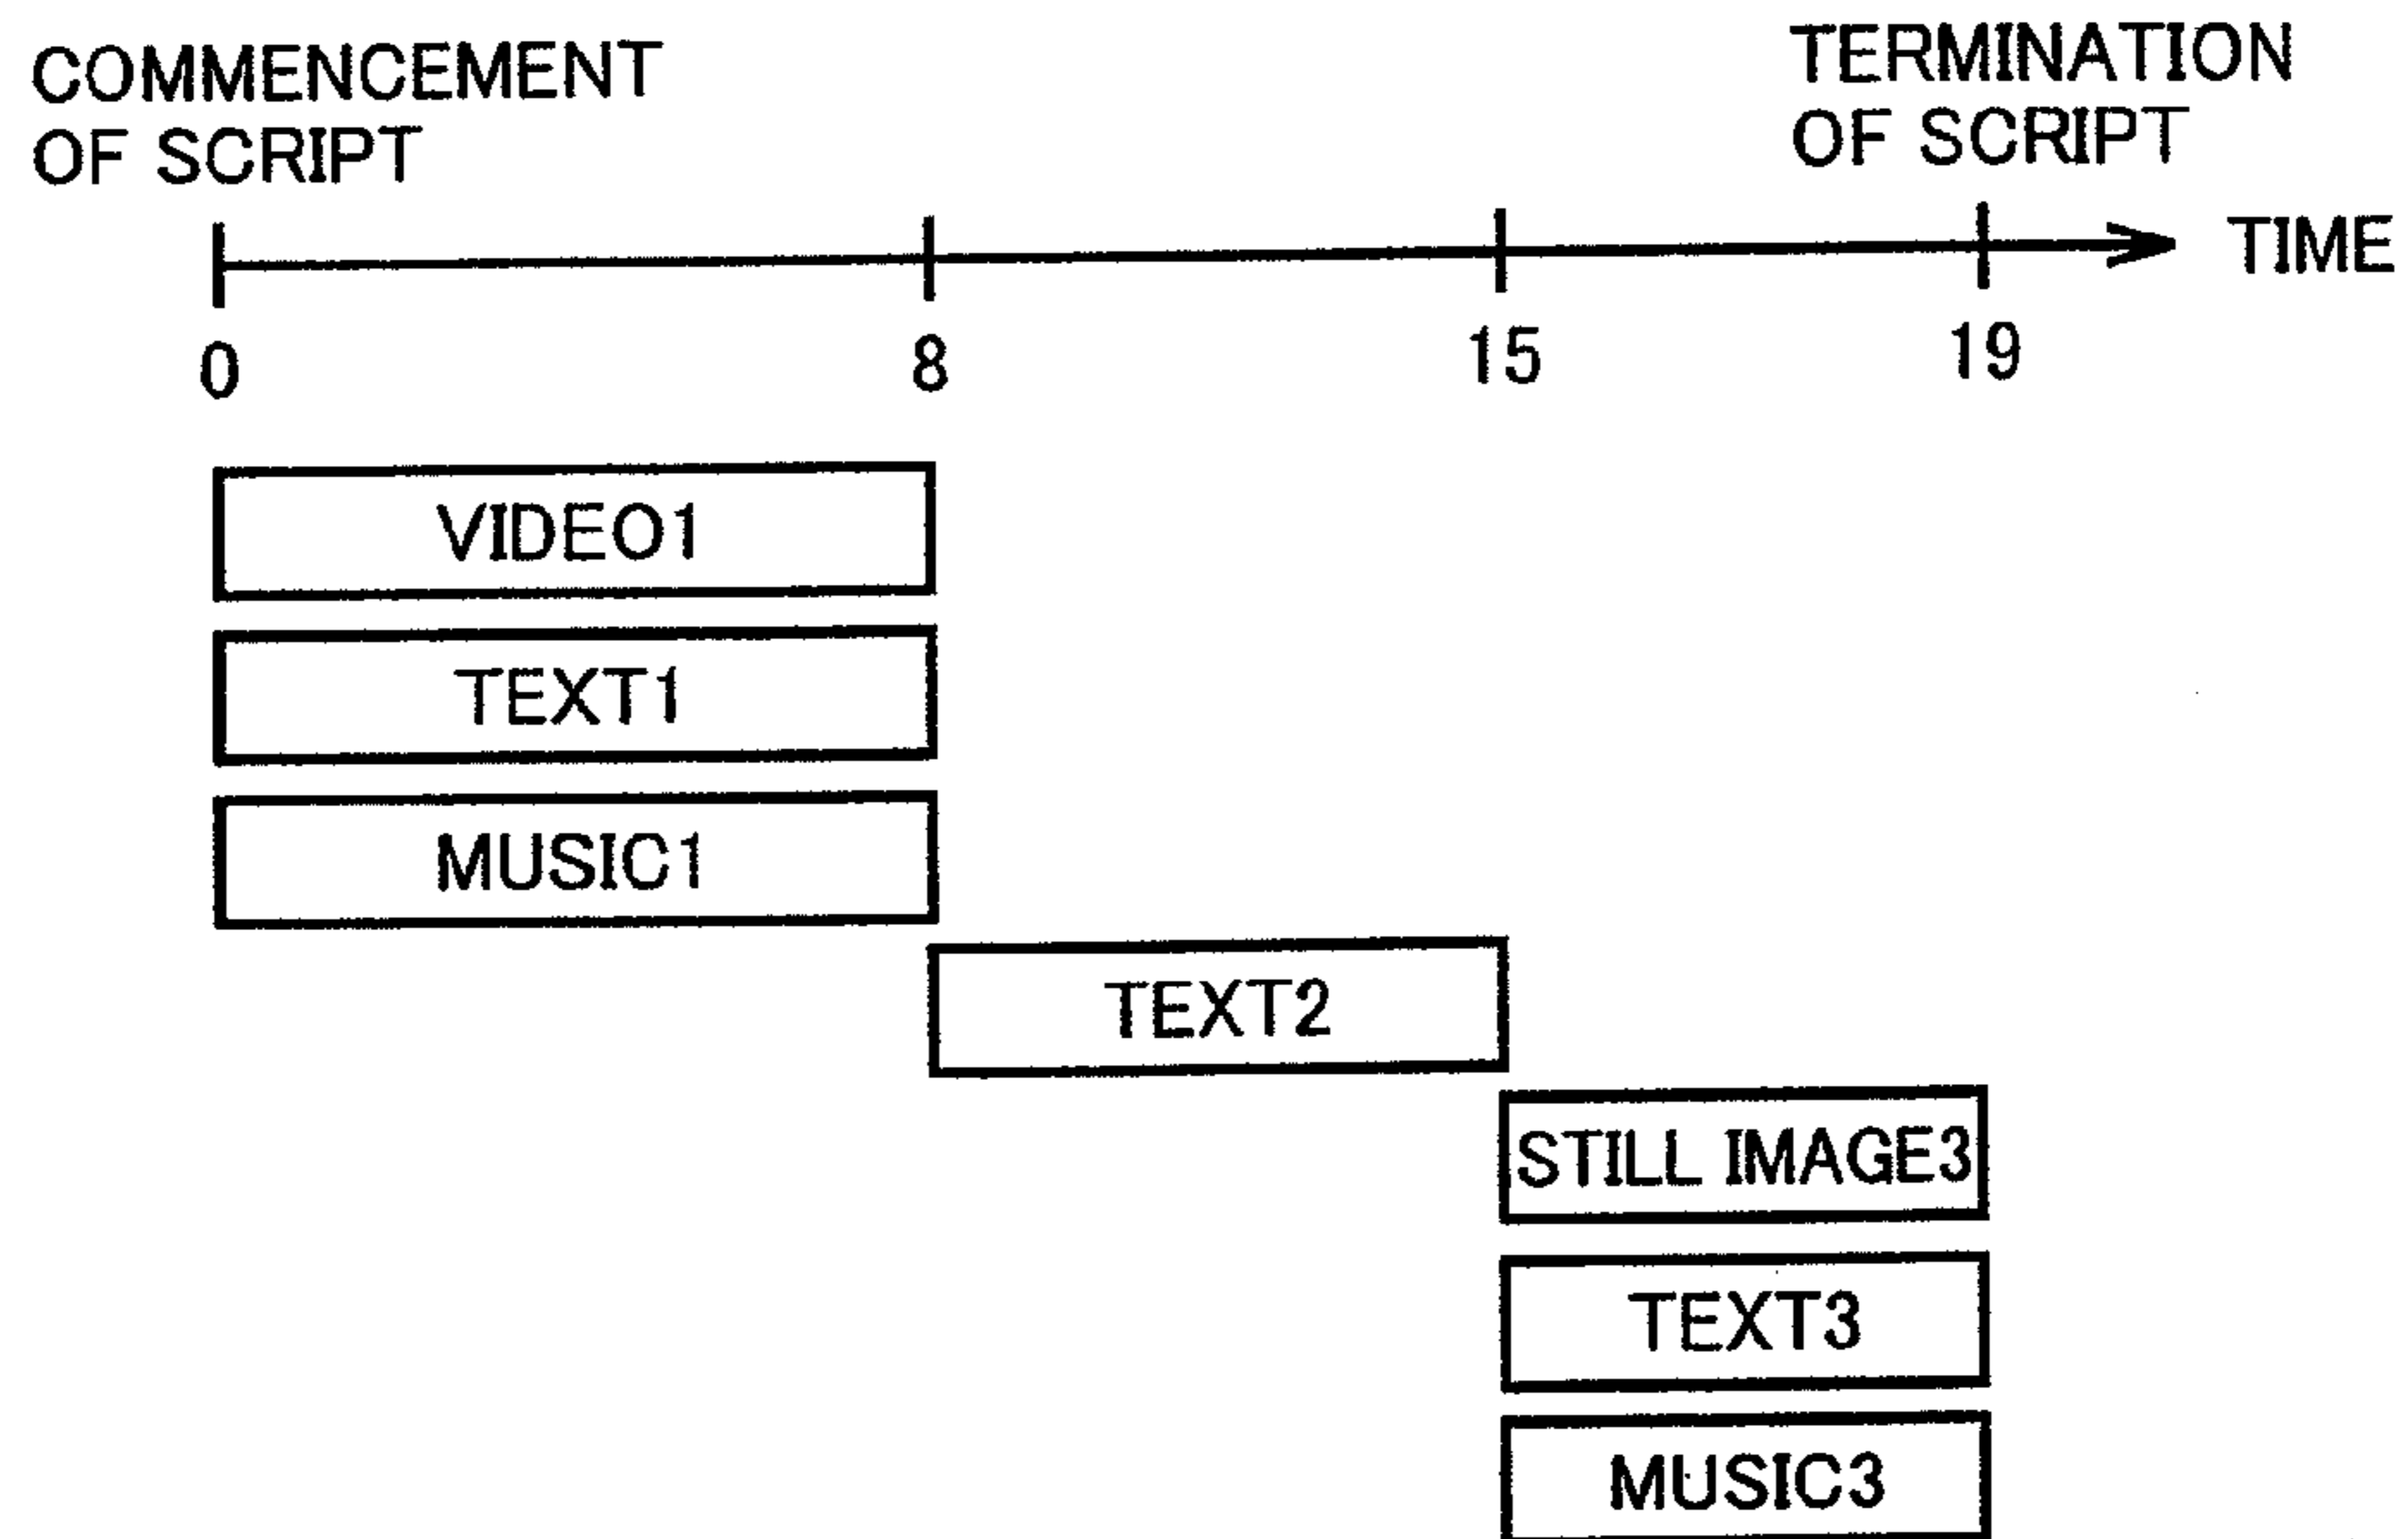 COMMENCEMENT
OF SCRIPT
TERMINATION
OF SCRIPT
TIME
0
8
15
19
VIDEO1
TEXT1
MUSIC1
TEXT2
STILL IMAGE3
TEXT3
MUSIC3